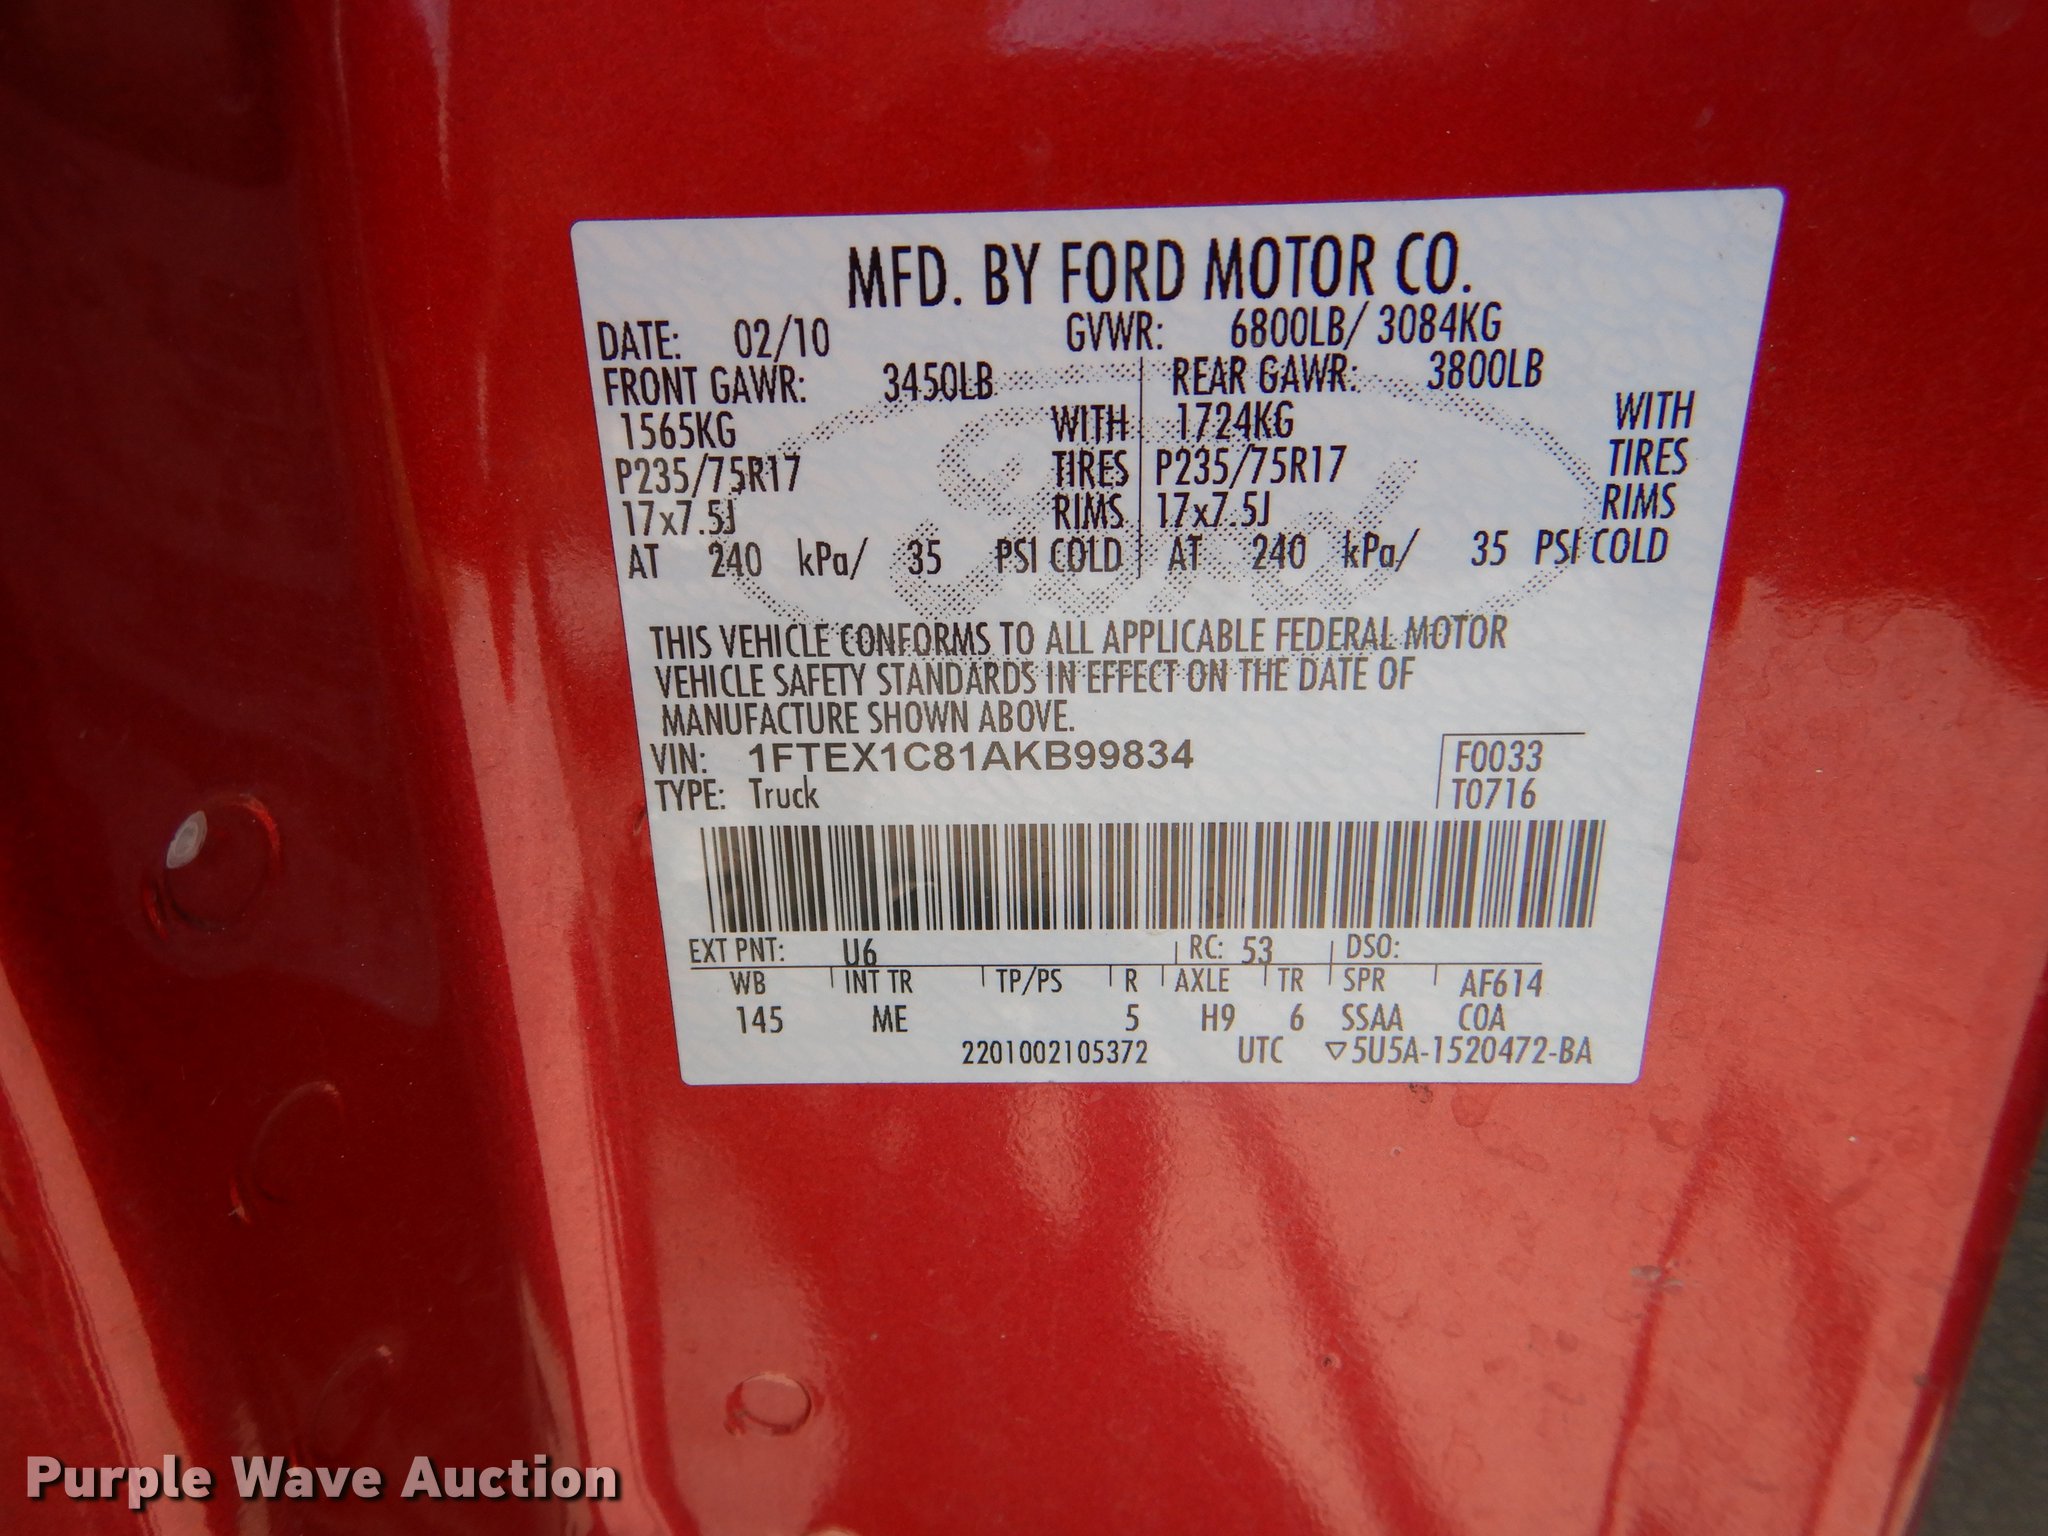 MFD. BY FORD MOTOR CO.
DATE: 02/10 GVWR: 6800LB/ 3084KG
FRONT GAWR: 3450LB REAR GAWR: 3800LB
1565KG WITH 1724KG WITH
P235/75R17 TIRES P235/75R17 TIRES
17x7.5J RIMS 17x7.5J RIMS
AT 240 kPa/ 35 PSI COLD AT 240 kPa/ 35 PSI COLD
THIS VEHICLE CONFORMS TO ALL APPLICABLE FEDERAL MOTOR
VEHICLE SAFETY STANDARDS IN EFFECT ON THE DATE OF
MANUFACTURE SHOWN ABOVE.
VIN: 1FTEX1C81AKB99834 F0033
TYPE: Truck T0716
EXT PNT: U6 RC: 53 DSO:
WB INT TR TP/PS R AXLE TR SPR AF614
145 ME 5 H9 6 SSAA COA
2201002105372 UTC ▽5U5A-1520472-BA
Purple Wave Auction